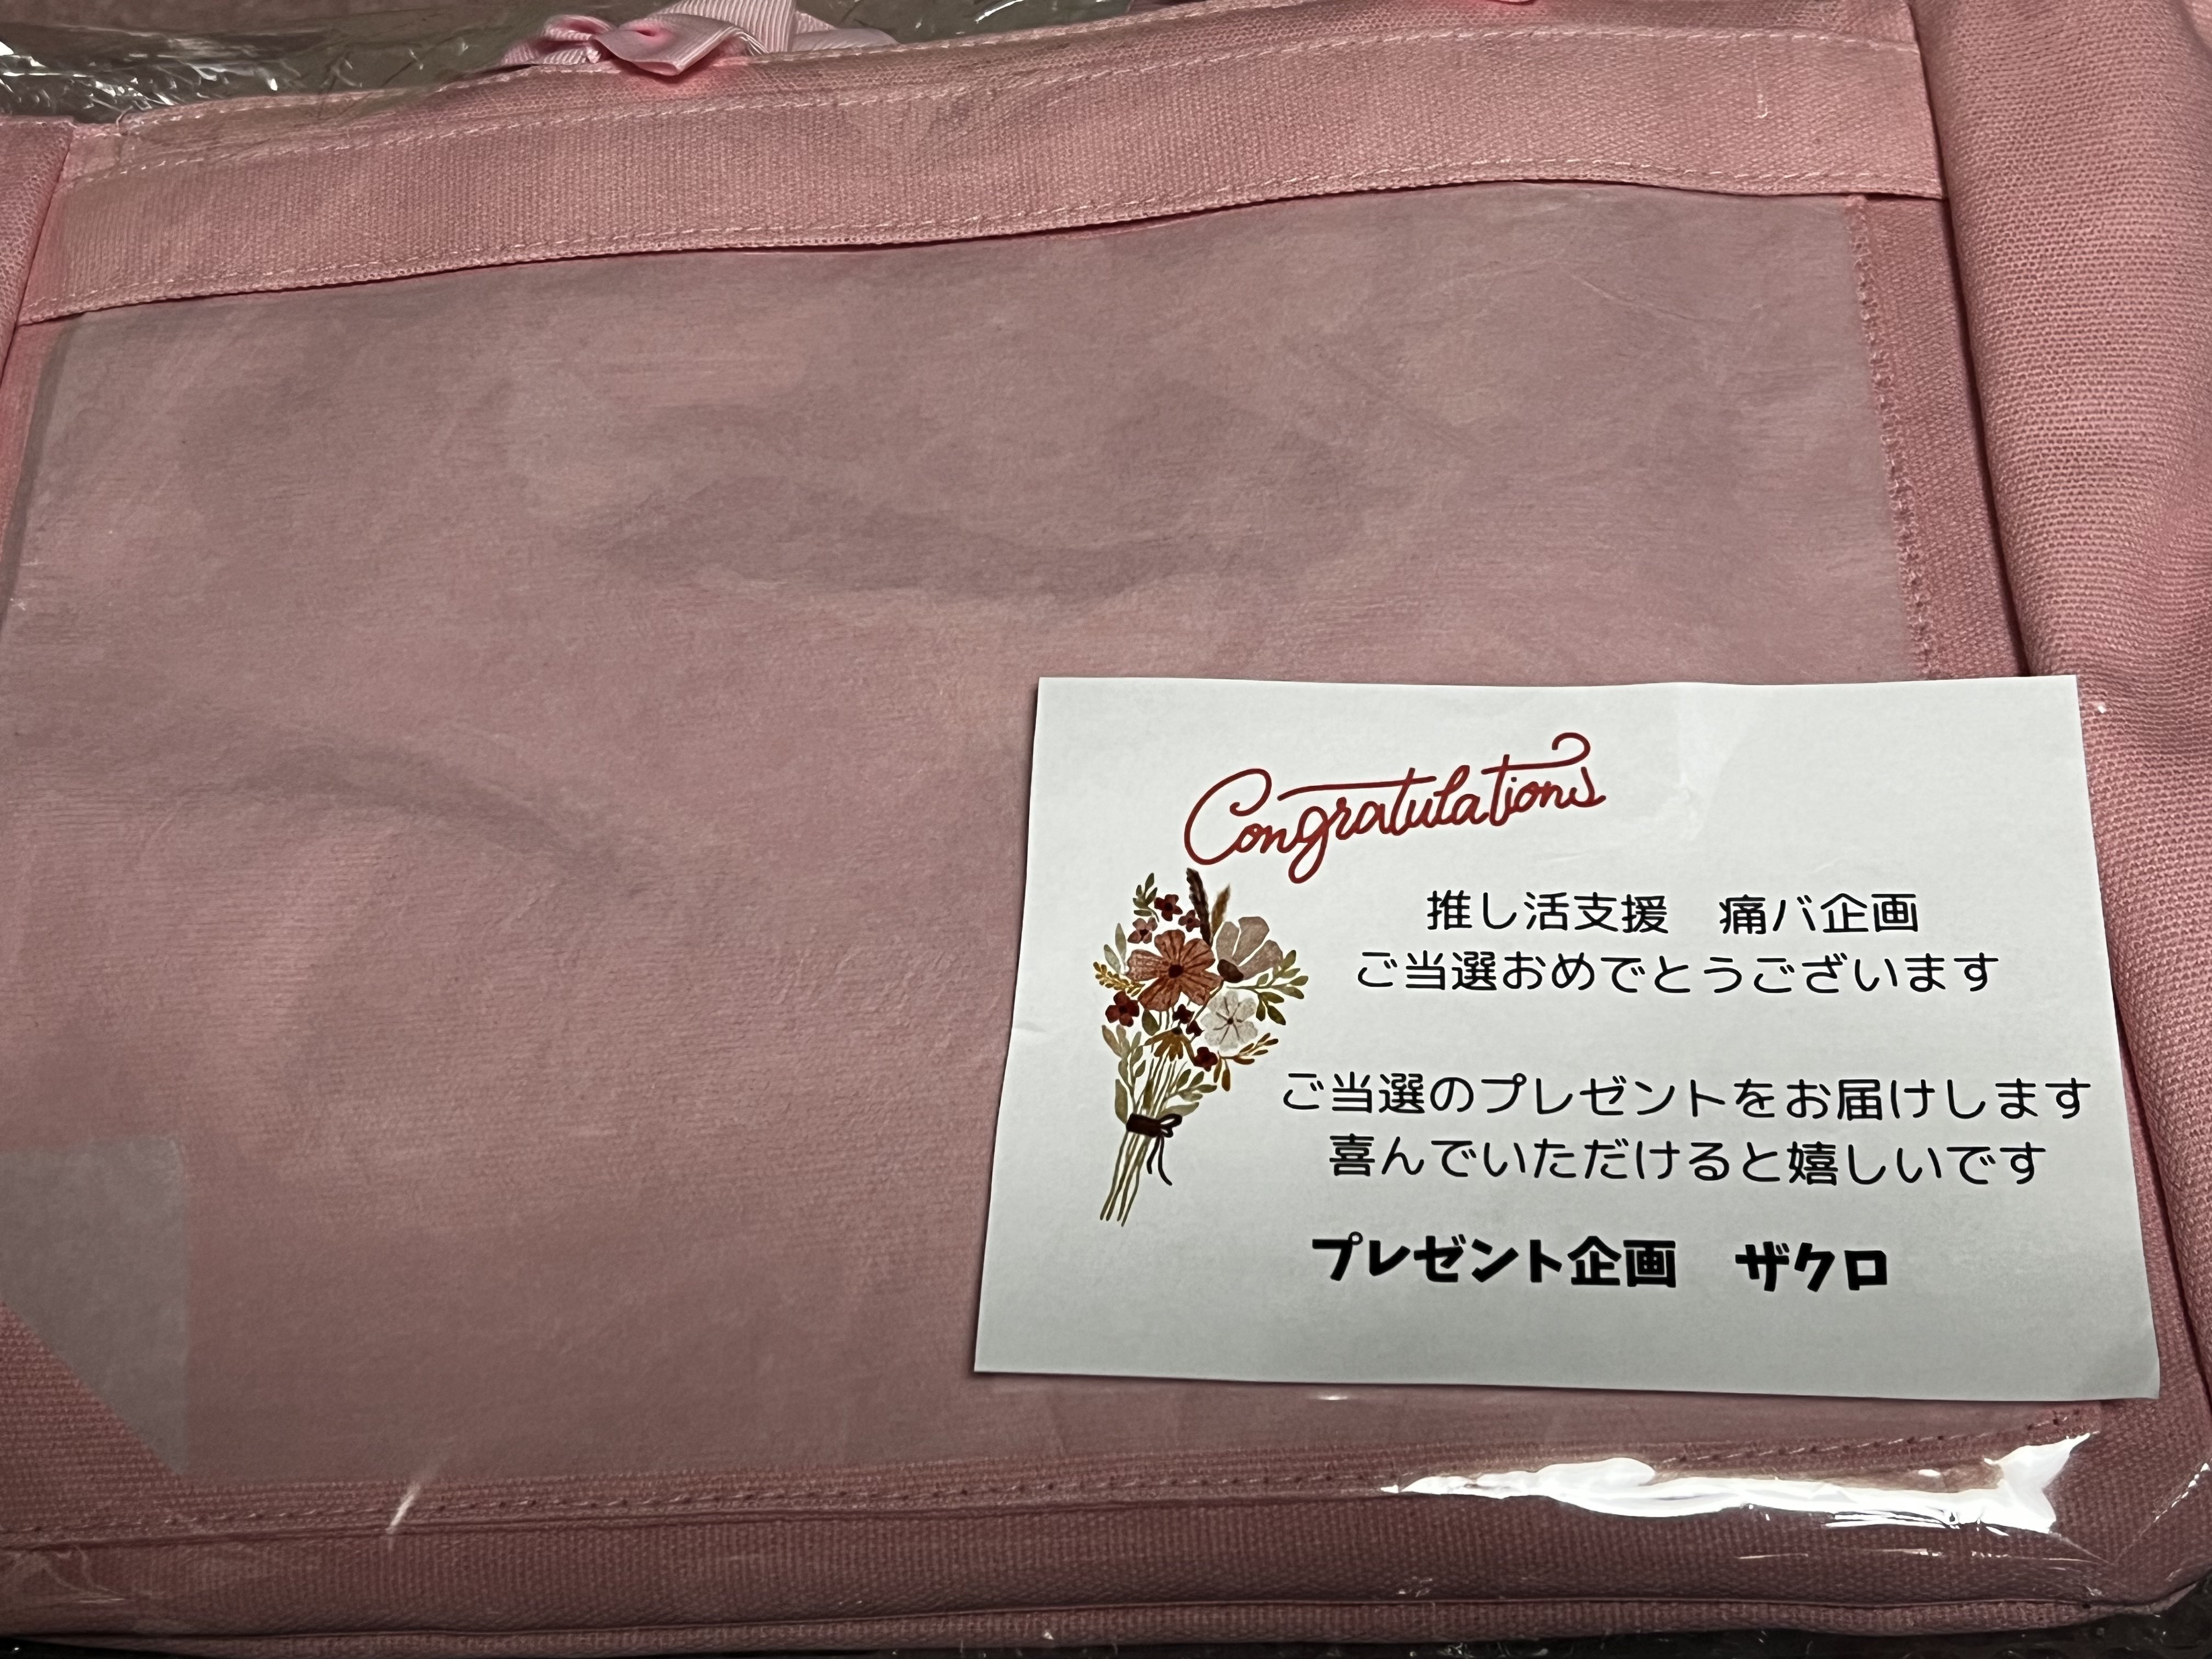 Congratulations
推し活支援　痛バ企画
ご当選おめでとうございます
ご当選のプレゼントをお届けします
喜んでいただけると嬉しいです
プレゼント企画　ザクロ